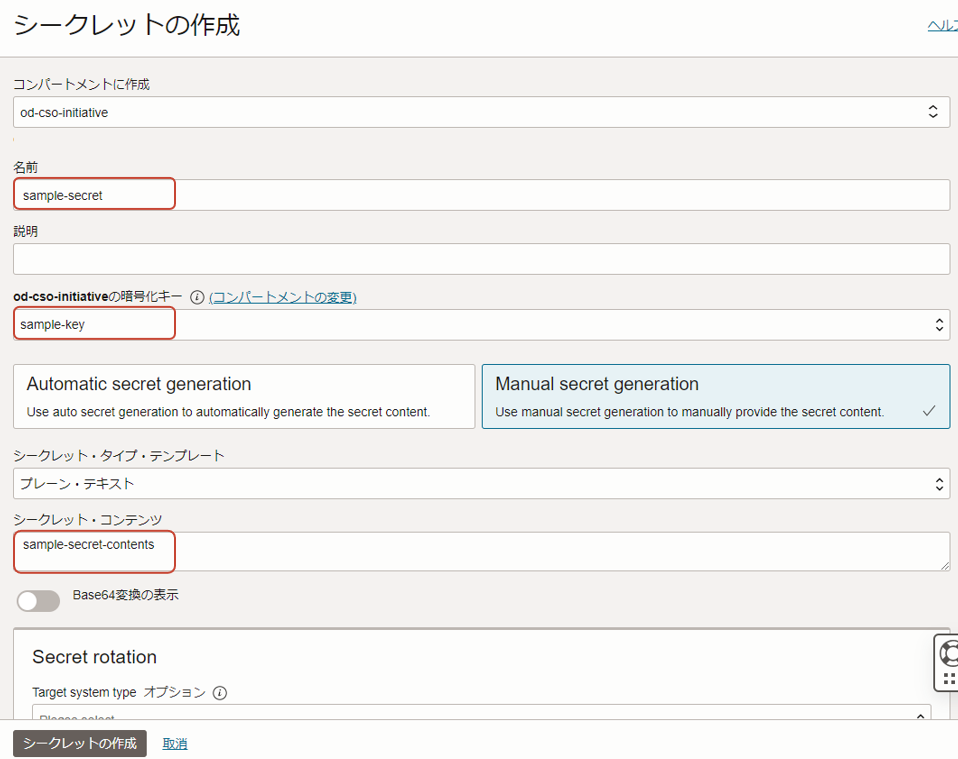 シークレットの作成
ヘルプ
コンパートメントに作成
od-cso-initiative
名前
sample-secret
説明
od-cso-initiativeの暗号化キー (コンパートメントの変更)
sample-key
Automatic secret generation
Use auto secret generation to automatically generate the secret content.
Manual secret generation
Use manual secret generation to manually provide the secret content.
シークレット・タイプ・テンプレート
プレーン・テキスト
シークレット・コンテンツ
sample-secret-contents
Base64変換の表示
Secret rotation
Target system type オプション
Please select
シークレットの作成
取消